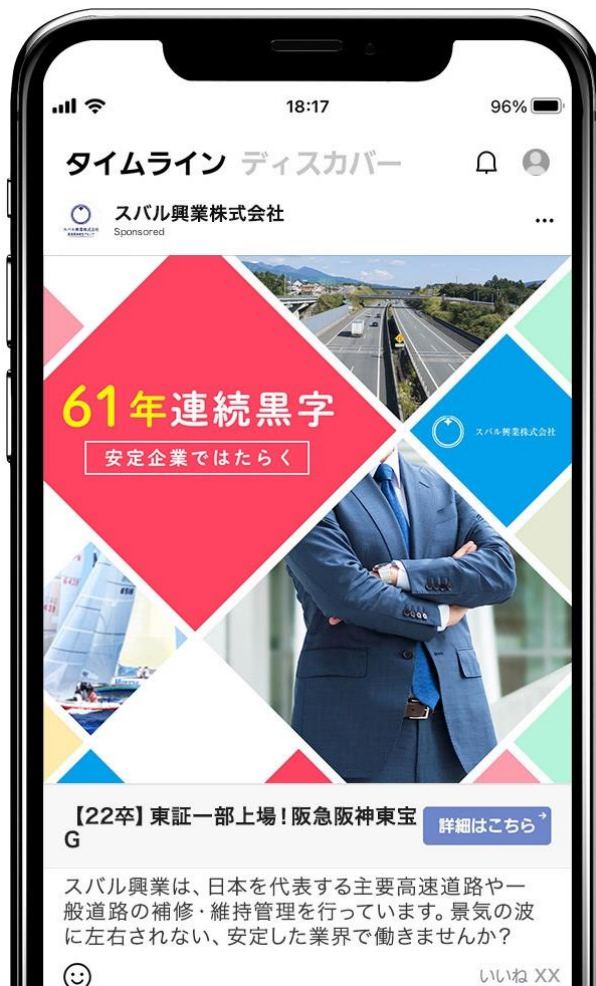 18:17
96%
タイムライン ディスカバー
スバル興業株式会社
Sponsored
61年連続黒字
安定企業ではたらく
スバル興業株式会社
【22卒】東証一部上場！阪急阪神東宝
G
詳細はこちら
スバル興業は、日本を代表する主要高速道路や一
般道路の補修・維持管理を行っています。景気の波
に左右されない、安定した業界で働きませんか？
いいね XX